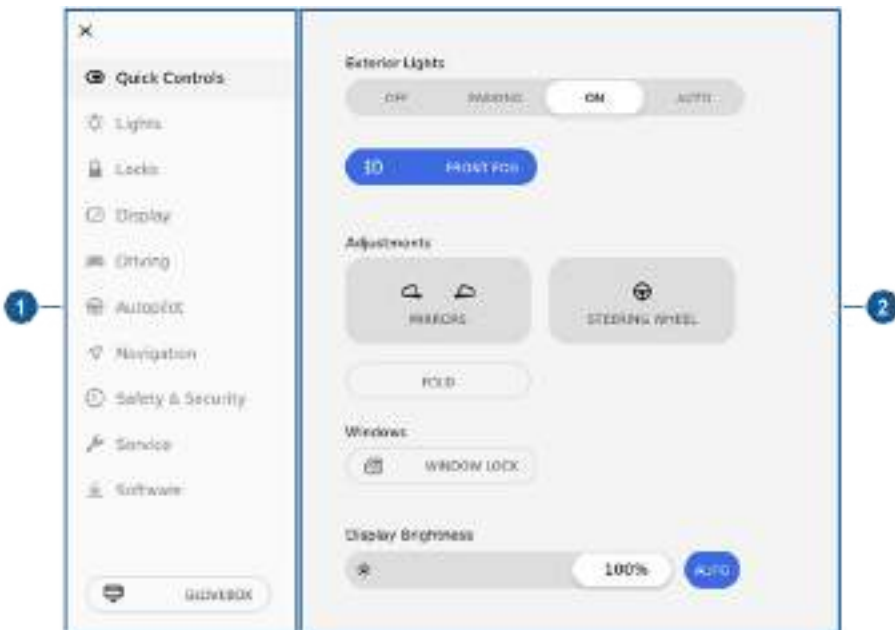 ×
Quick Controls
Lights
Locks
Display
Driving
Autopilot
Navigation
Safety & Security
Service
Software
GLOVEBOX
1
Exterior Lights
OFF PARKING ON AUTO
FRONT FOG
Adjustments
MIRRORS STEERING WHEEL
FOLD
Windows
WINDOW LOCK
Display Brightness
100% AUTO
2